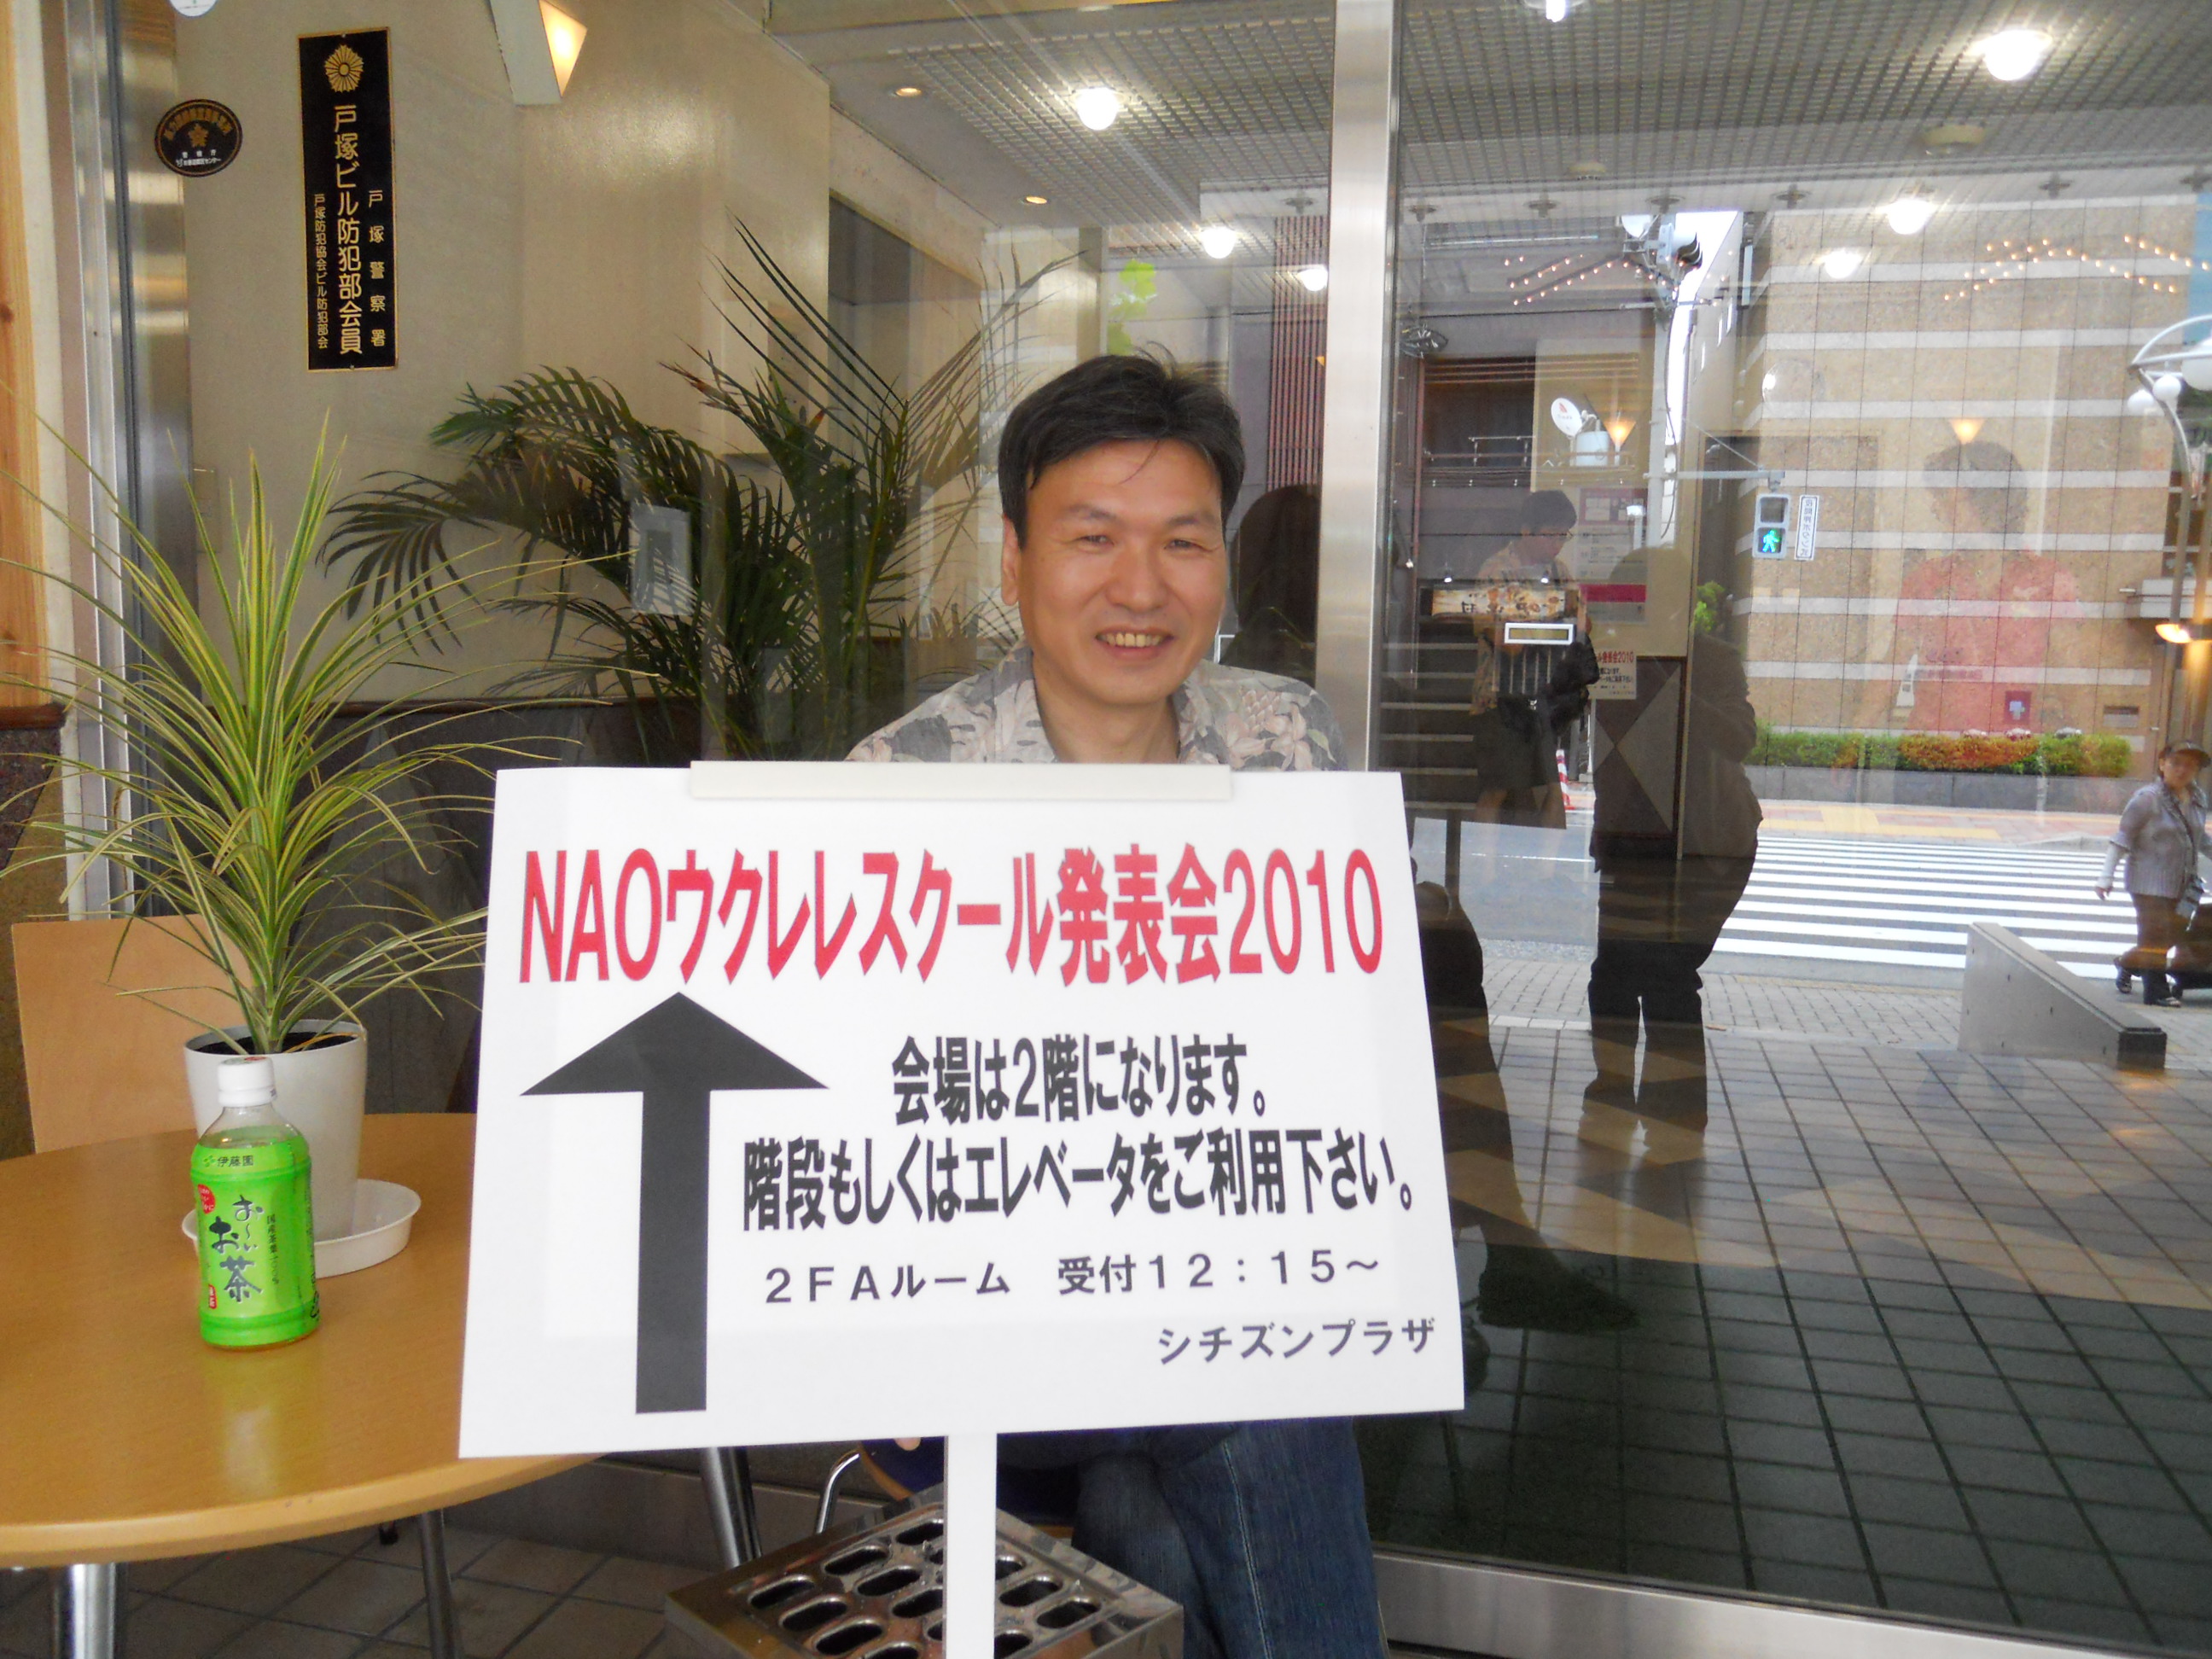 戸塚警察署
戸塚ビル防犯部会員
戸塚防犯協会ビル防犯部会
NAOウクレレスクール発表会2010
会場は2階になります。
階段もしくはエレベータをご利用下さい。
2FAルーム 受付12:15~
シチズンプラザ
伊藤園
お~いお茶